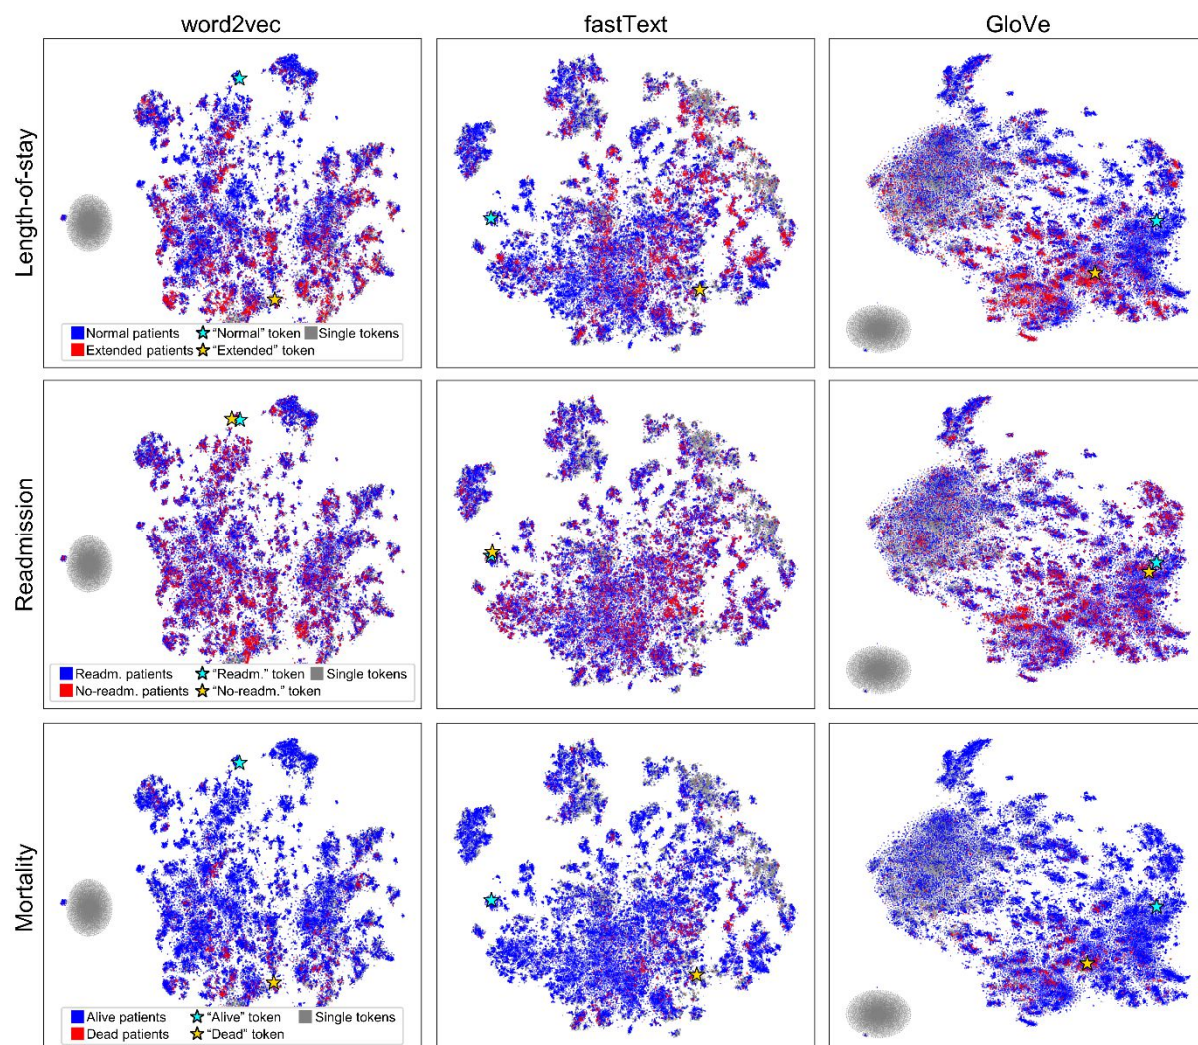 word2vec fastText GloVe
Length-of-stay
Normal patients “Normal” token Single tokens
Extended patients “Extended” token
Readmission
Readm. patients “Readm.” token Single tokens
No-readm. patients “No-readm.” token
Mortality
Alive patients “Alive” token Single tokens
Dead patients “Dead” token